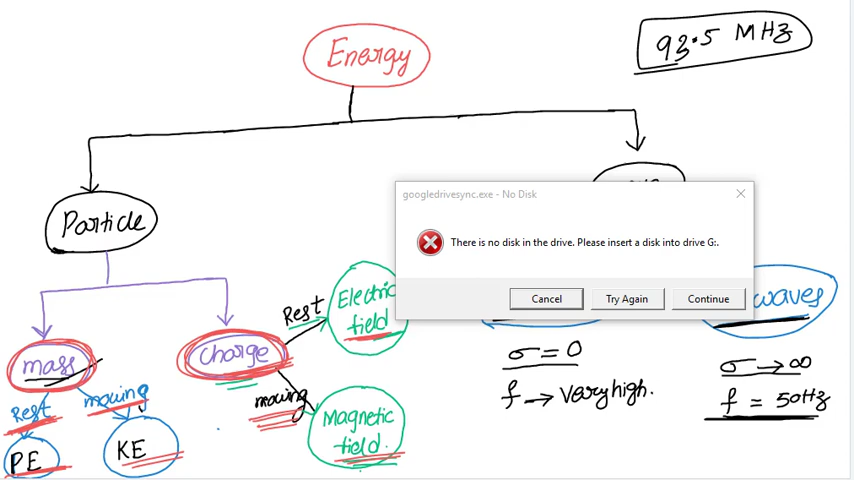 Energy
93.5 MHz
Particle
googledrivesync.exe - No Disk
There is no disk in the drive. Please insert a disk into drive G:.
Cancel
Try Again
Continue
mass
Charge
Rest
Electric
field
waves
Rest
moving
moving
Magnetic
field
PE
KE
σ = 0
f → Very high.
σ → ∞
f = 50Hz